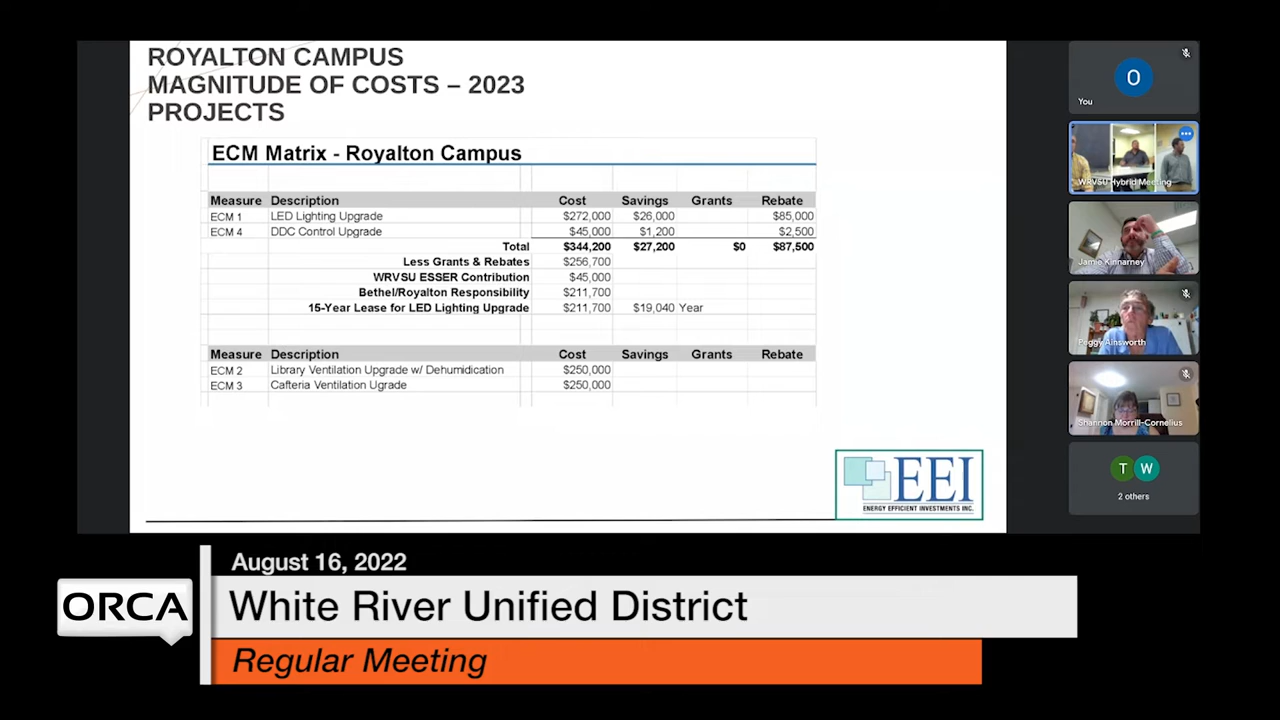 ROYALTON CAMPUS
MAGNITUDE OF COSTS – 2023
PROJECTS
ECM Matrix - Royalton Campus
Measure Description Cost Savings Grants Rebate
ECM 1 LED Lighting Upgrade $272,000 $26,000 $85,000
ECM 4 DDC Control Upgrade $45,000 $1,200 $2,500
Total $344,200 $27,200 $0 $87,500
Less Grants & Rebates $256,700
WRVSU ESSER Contribution $45,000
Bethel/Royalton Responsibility $211,700
15-Year Lease for LED Lighting Upgrade $211,700 $19,040 Year
Measure Description Cost Savings Grants Rebate
ECM 2 Library Ventilation Upgrade w/ Dehumidication $250,000
ECM 3 Cafteria Ventilation Ugrade $250,000
EEI
ENERGY EFFICIENT INVESTMENTS INC.
O
You
WRVSU Hybrid Meeting
Jamie Kinnarney
Peggy Ainsworth
Shannon Morrill-Cornelius
T W
2 others
August 16, 2022
ORCA
White River Unified District
Regular Meeting